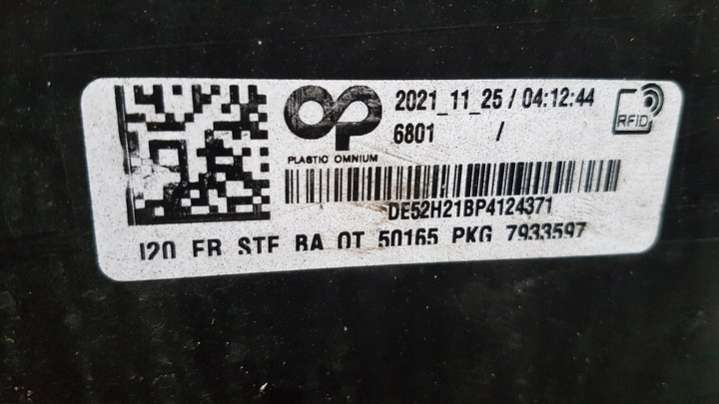 2021_11_25 / 04:12:44
6801 /
RFID
PLASTIC OMNIUM
DE52H21BP4124371
I20 FR STF BA OT 50165 PKG 7933597